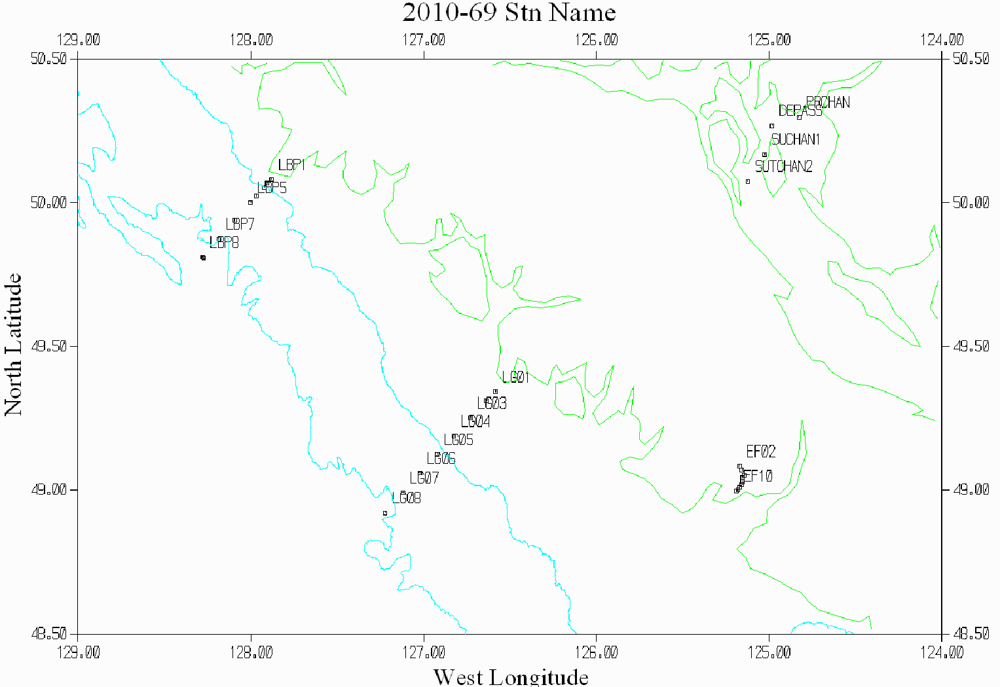 2010-69 Stn Name
129.00 128.00 127.00 126.00 125.00 124.00
50.50 50.50
PRCHAN
DEPASS
SUCHAN1
LBP1 SUTCHAN2
LBP5
50.00 50.00
LBP7
LBP8
49.50 49.50
LG01
LG03
LG04
LG05
LG06 EF02
LG07 EF10
49.00 49.00
LG08
48.50 48.50
129.00 128.00 127.00 126.00 125.00 124.00
West Longitude
North Latitude